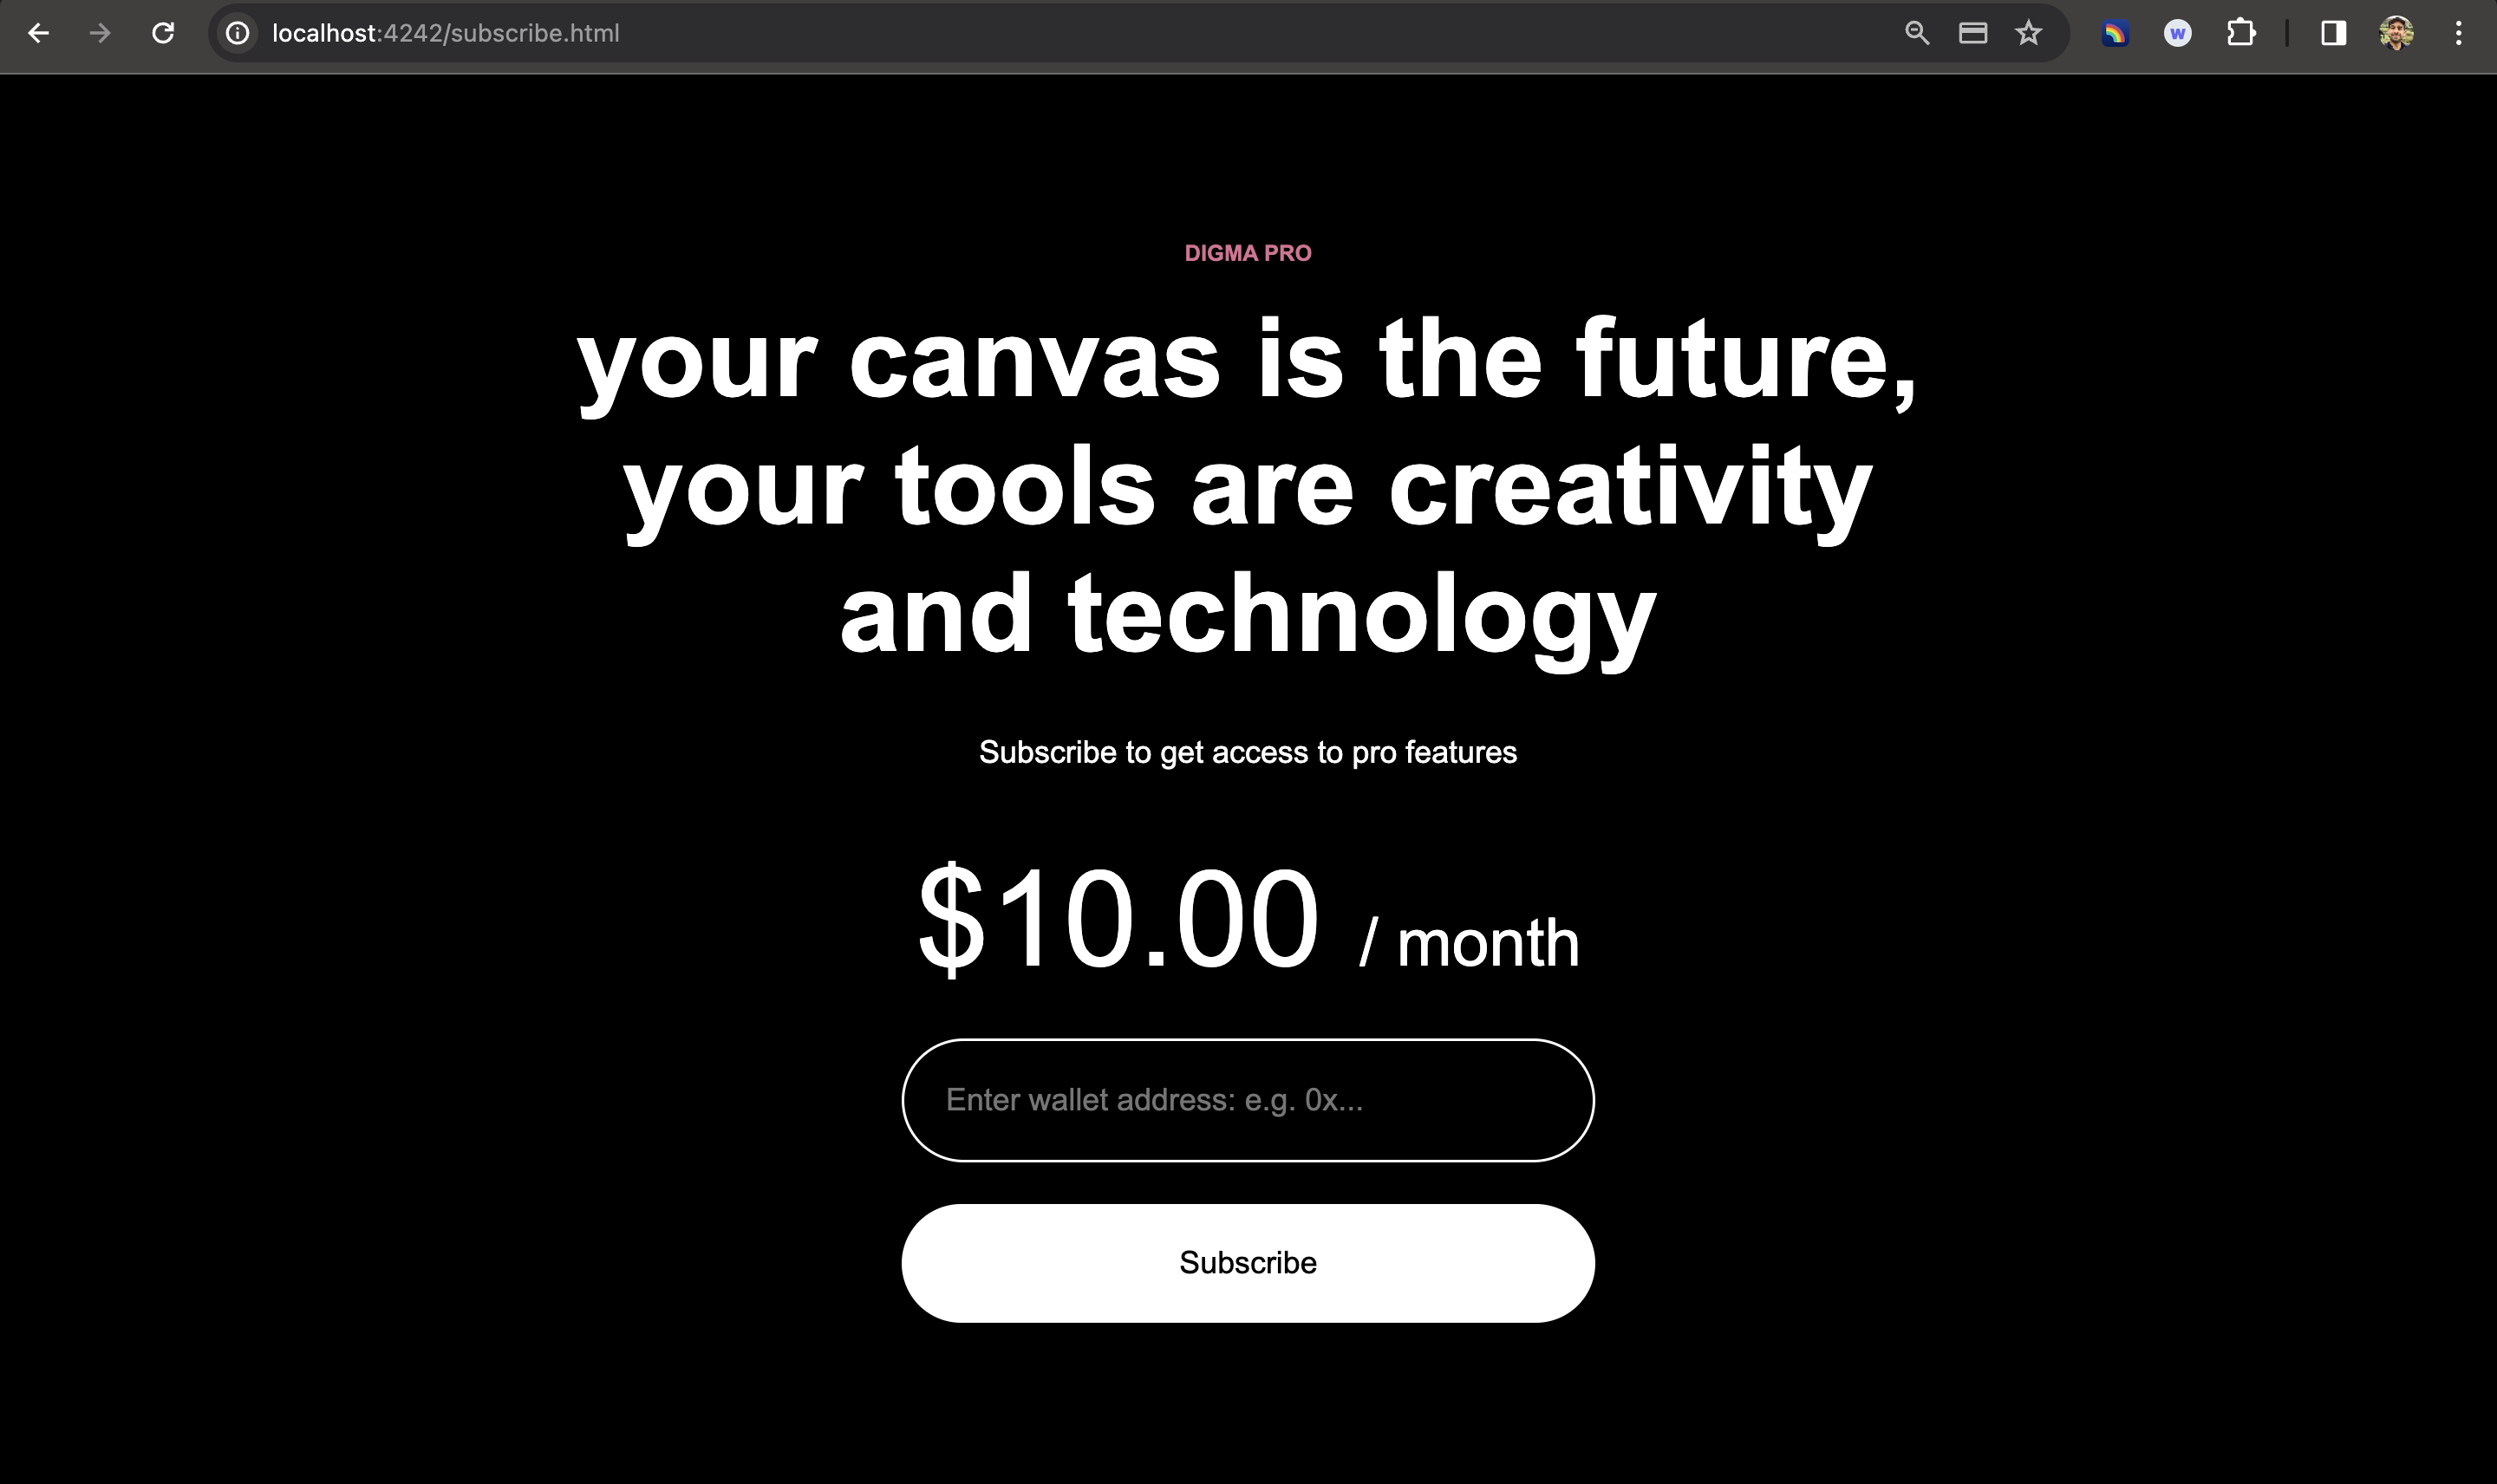 localhost:4242/subscribe.html
w
DIGMA PRO
your canvas is the future,
your tools are creativity
and technology
Subscribe to get access to pro features
$10.00 / month
Enter wallet address: e.g. 0x...
Subscribe